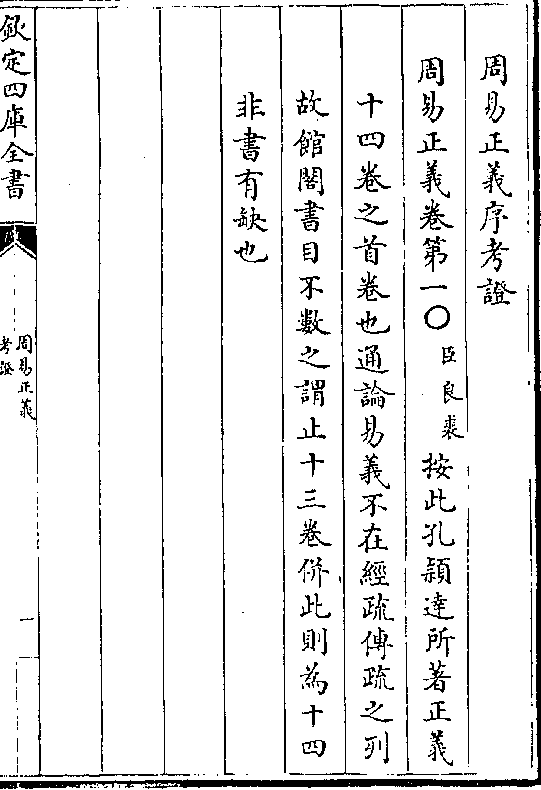 周易正義序考證
周易正義卷第一〇臣良裘按此孔穎達所著正義
十四卷之首卷也通論易義不在經疏傳疏之列
故館閣書目不數之謂止十三卷併此則為十四
非書有缺也
欽定四庫全書
周易正義
考證
一